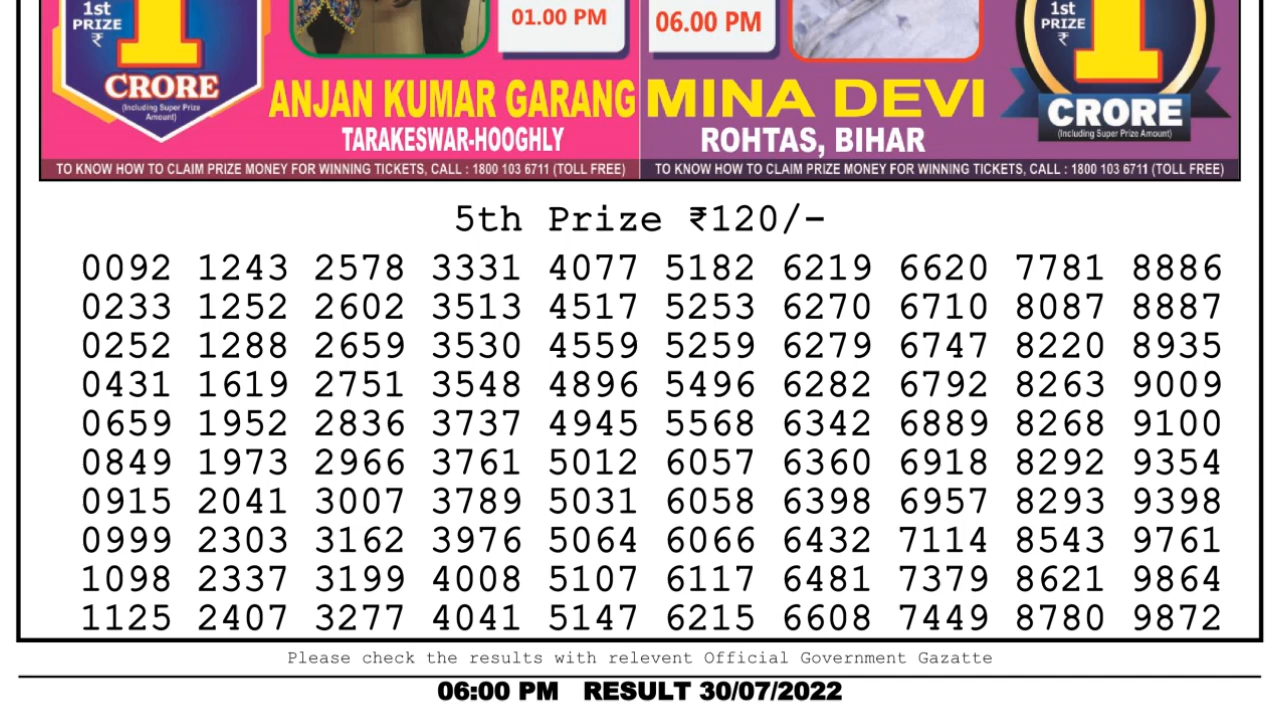 1st
PRIZE
₹
1
CRORE
(Including Super Prize
Amount)
01.00 PM
ANJAN KUMAR GARANG
TARAKESWAR-HOOGHLY
TO KNOW HOW TO CLAIM PRIZE MONEY FOR WINNING TICKETS, CALL : 1800 103 6711 (TOLL FREE)
06.00 PM
MINA DEVI
ROHTAS, BIHAR
1st
PRIZE
₹
1
CRORE
(Including Super Prize Amount)
TO KNOW HOW TO CLAIM PRIZE MONEY FOR WINNING TICKETS, CALL : 1800 103 6711 (TOLL FREE)
5th Prize ₹120/-
0092 1243 2578 3331 4077 5182 6219 6620 7781 8886
0233 1252 2602 3513 4517 5253 6270 6710 8087 8887
0252 1288 2659 3530 4559 5259 6279 6747 8220 8935
0431 1619 2751 3548 4896 5496 6282 6792 8263 9009
0659 1952 2836 3737 4945 5568 6342 6889 8268 9100
0849 1973 2966 3761 5012 6057 6360 6918 8292 9354
0915 2041 3007 3789 5031 6058 6398 6957 8293 9398
0999 2303 3162 3976 5064 6066 6432 7114 8543 9761
1098 2337 3199 4008 5107 6117 6481 7379 8621 9864
1125 2407 3277 4041 5147 6215 6608 7449 8780 9872
Please check the results with relevent Official Government Gazatte
06:00 PM RESULT 30/07/2022